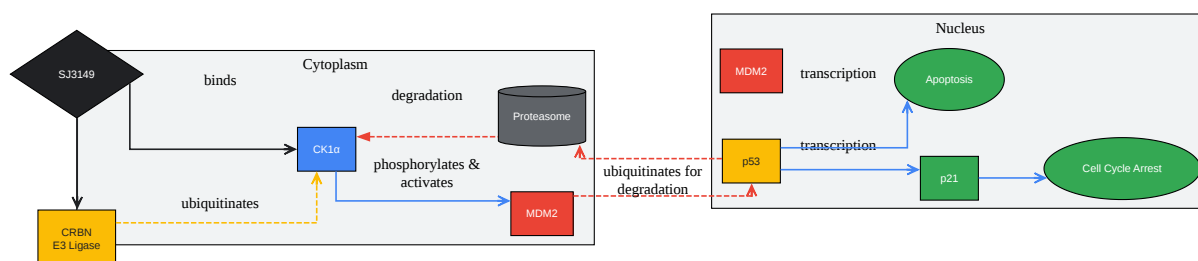 Nucleus
Cytoplasm
SJ3149
binds
MDM2
transcription
Apoptosis
degradation
Proteasome
CK1α
phosphorylates &
activates
ubiquitinates for
degradation
p53
transcription
p21
Cell Cycle Arrest
ubiquitinates
MDM2
CRBN
E3 Ligase